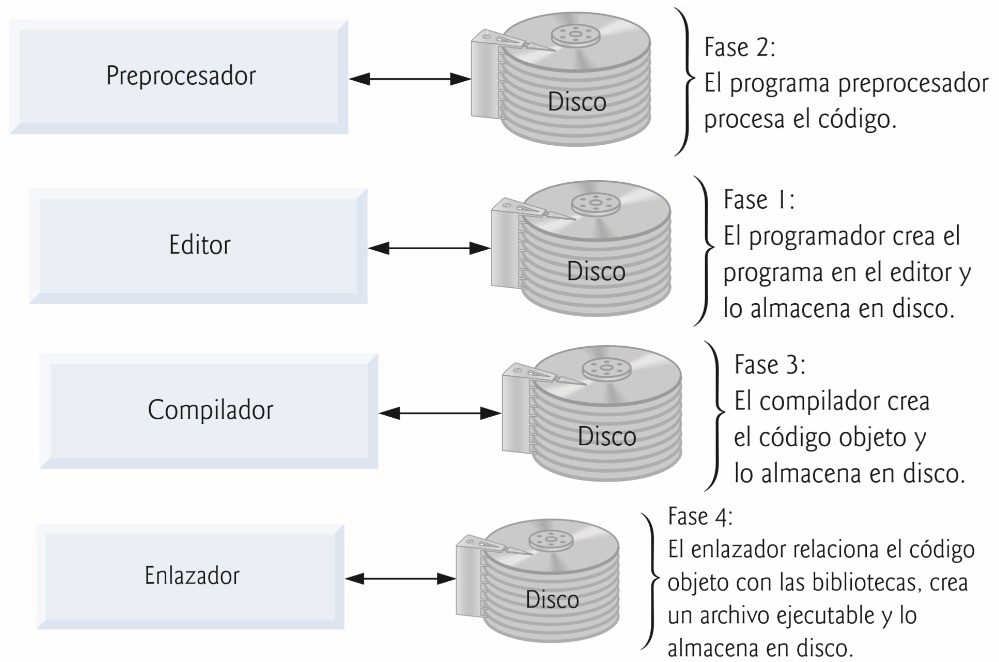 Preprocesador
Disco
Fase 2:
El programa preprocesador
procesa el código.
Editor
Disco
Fase 1:
El programador crea el
programa en el editor y
lo almacena en disco.
Compilador
Disco
Fase 3:
El compilador crea
el código objeto y
lo almacena en disco.
Enlazador
Disco
Fase 4:
El enlazador relaciona el código
objeto con las bibliotecas, crea
un archivo ejecutable y lo
almacena en disco.